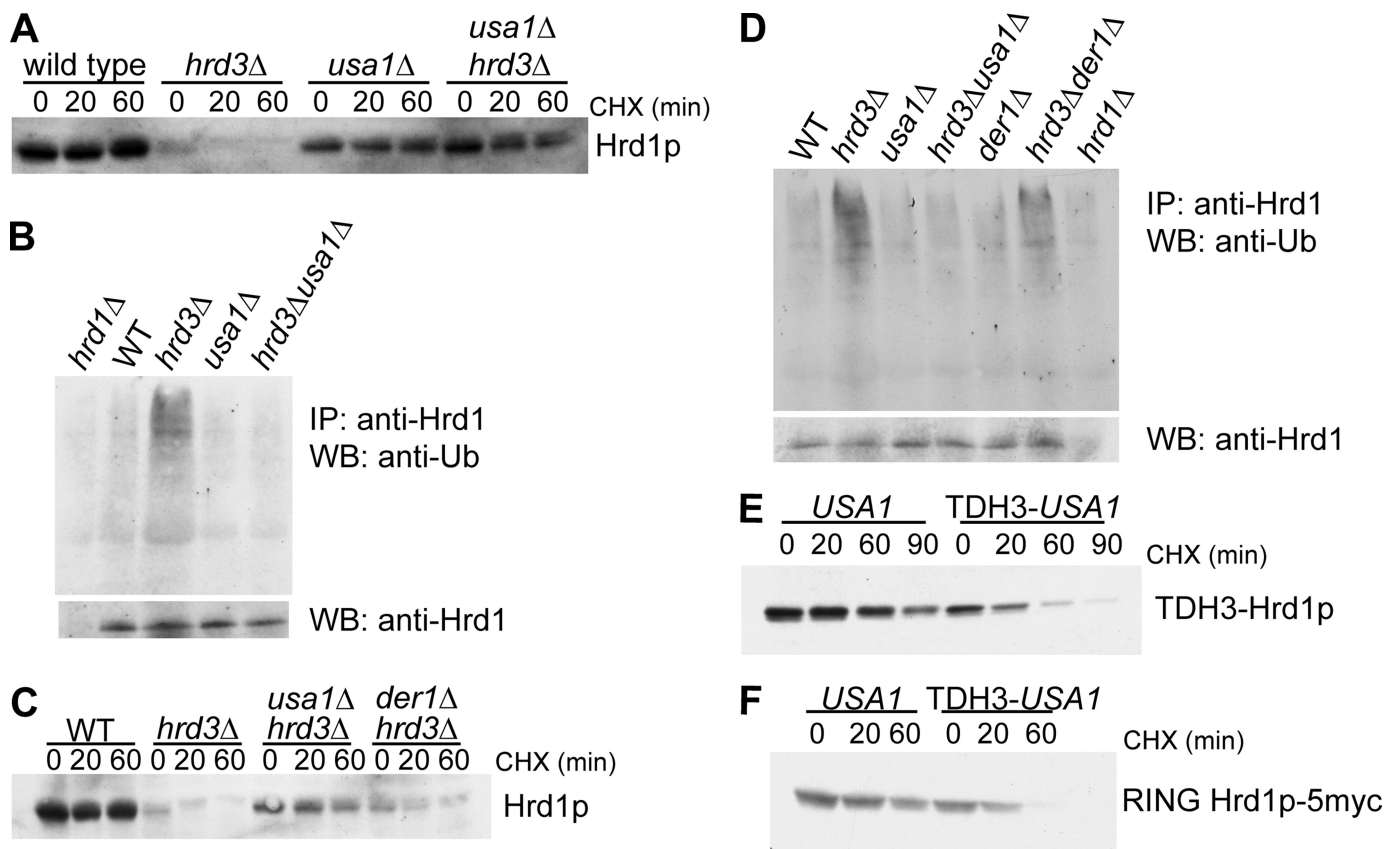 A
wild type hrd3Δ usa1Δ usa1Δ hrd3Δ
0 20 60 0 20 60 0 20 60 0 20 60 CHX (min)
Hrd1p
B
hrd1Δ WT hrd3Δ usa1Δ hrd3Δusa1Δ
IP: anti-Hrd1
WB: anti-Ub
WB: anti-Hrd1
C
WT hrd3Δ usa1Δ hrd3Δ der1Δ hrd3Δ
0 20 60 0 20 60 0 20 60 0 20 60 CHX (min)
Hrd1p
D
WT hrd3Δ usa1Δ hrd3Δusa1Δ der1Δ hrd3Δder1Δ hrd1Δ
IP: anti-Hrd1
WB: anti-Ub
WB: anti-Hrd1
E
USA1 TDH3-USA1
0 20 60 90 0 20 60 90 CHX (min)
TDH3-Hrd1p
F
USA1 TDH3-USA1
0 20 60 0 20 60 CHX (min)
RING Hrd1p-5myc